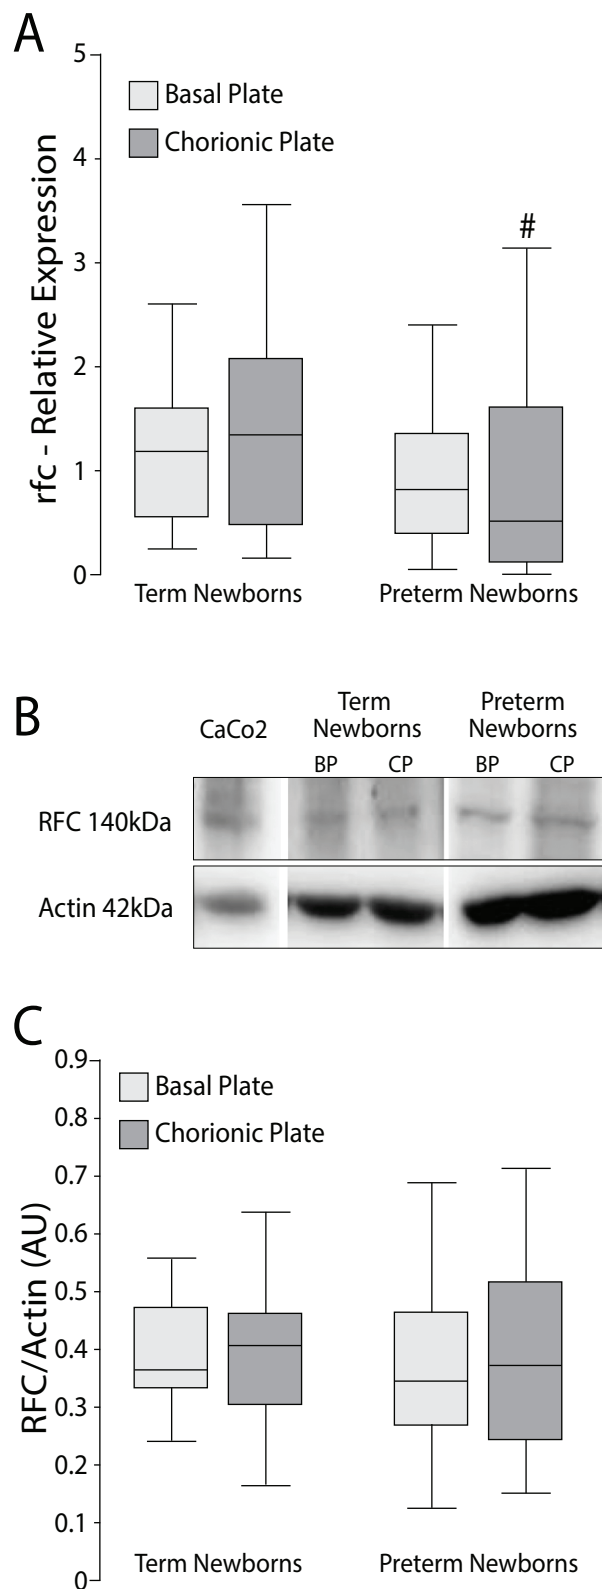 A
5
4
3
2
1
0
rfc - Relative Expression
Basal Plate
Chorionic Plate
#
Term Newborns
Preterm Newborns
B
CaCo2
Term
Newborns
Preterm
Newborns
BP
CP
BP
CP
RFC 140kDa
Actin 42kDa
C
0.9
0.8
0.7
0.6
0.5
0.4
0.3
0.2
0.1
0
RFC/Actin (AU)
Basal Plate
Chorionic Plate
Term Newborns
Preterm Newborns